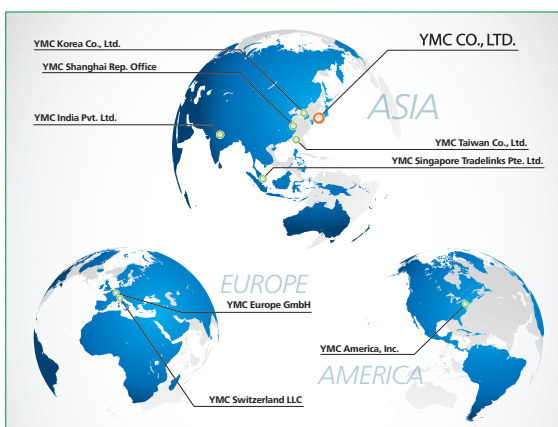 YMC Korea Co., Ltd.
YMC CO., LTD.
YMC Shanghai Rep. Office
ASIA
YMC India Pvt. Ltd.
YMC Taiwan Co., Ltd.
YMC Singapore Tradelinks Pte. Ltd.
EUROPE
YMC Europe GmbH
YMC America, Inc.
AMERICA
YMC Switzerland LLC